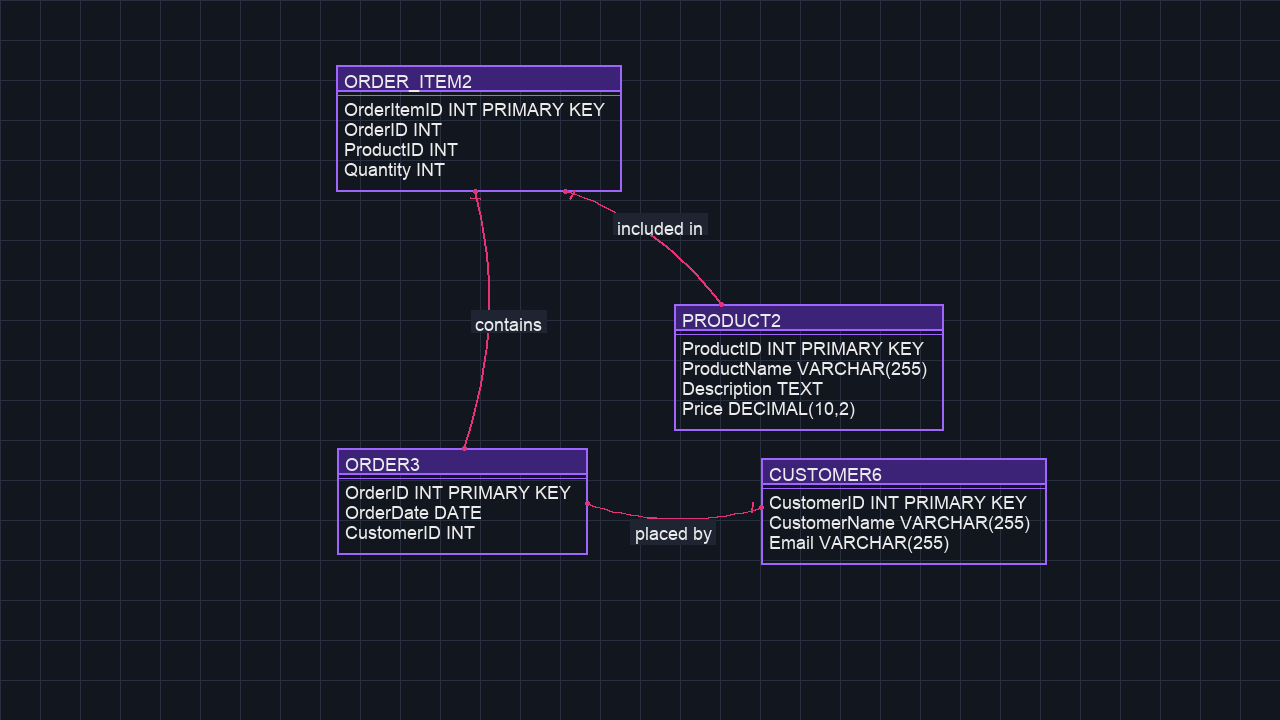 ORDER_ITEM2
OrderItemID INT PRIMARY KEY
OrderID INT
ProductID INT
Quantity INT
included in
contains
PRODUCT2
ProductID INT PRIMARY KEY
ProductName VARCHAR(255)
Description TEXT
Price DECIMAL(10,2)
ORDER3
OrderID INT PRIMARY KEY
OrderDate DATE
CustomerID INT
placed by
CUSTOMER6
CustomerID INT PRIMARY KEY
CustomerName VARCHAR(255)
Email VARCHAR(255)